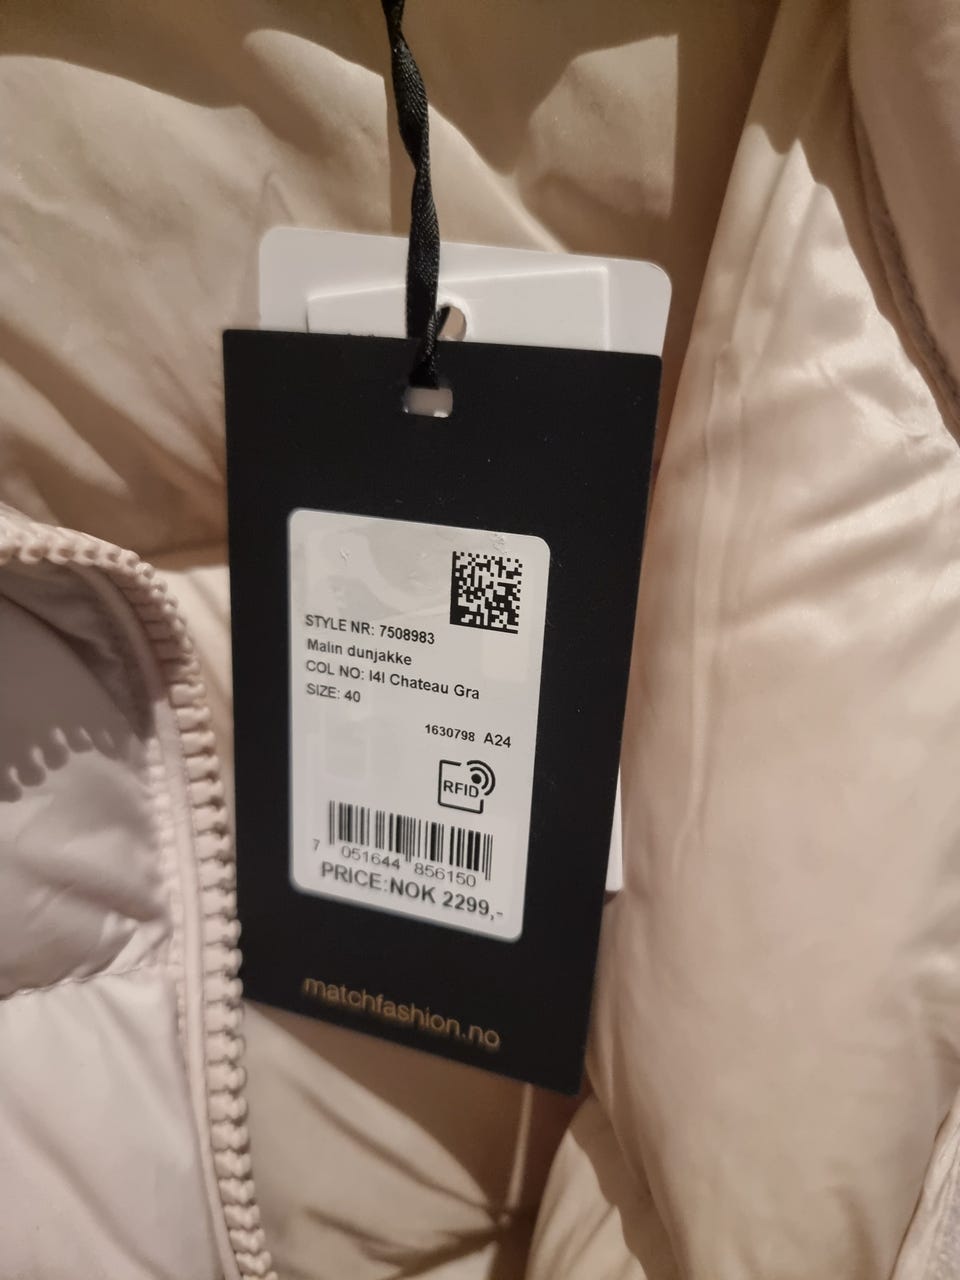 STYLE NR: 7508983
Malin dunjakke
COL NO: I4I Chateau Gra
SIZE: 40
1630798 A24
RFID
7 051644 856150
PRICE:NOK 2299,-
matchfashion.no